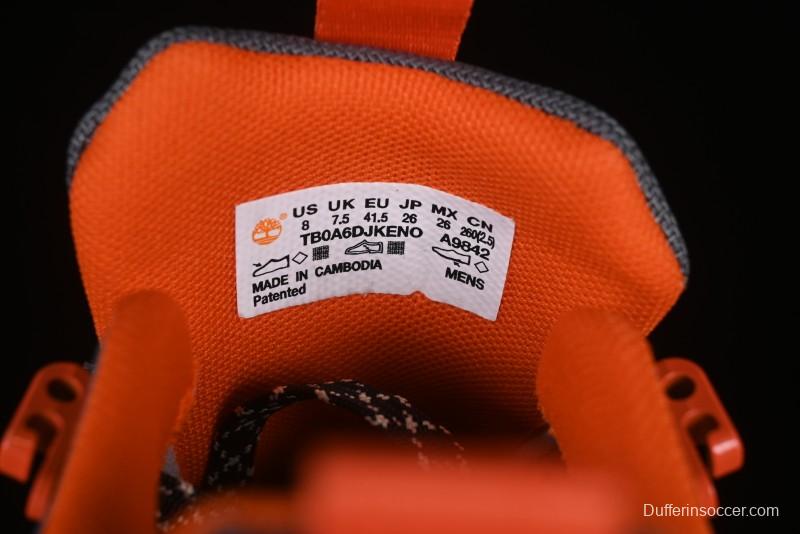 US UK EU JP MX CN
8 7.5 41.5 26 26 260(2.5)
TB0A6DJKENO A9842
MADE IN CAMBODIA MENS
Patented
Dufferinsoccer.com